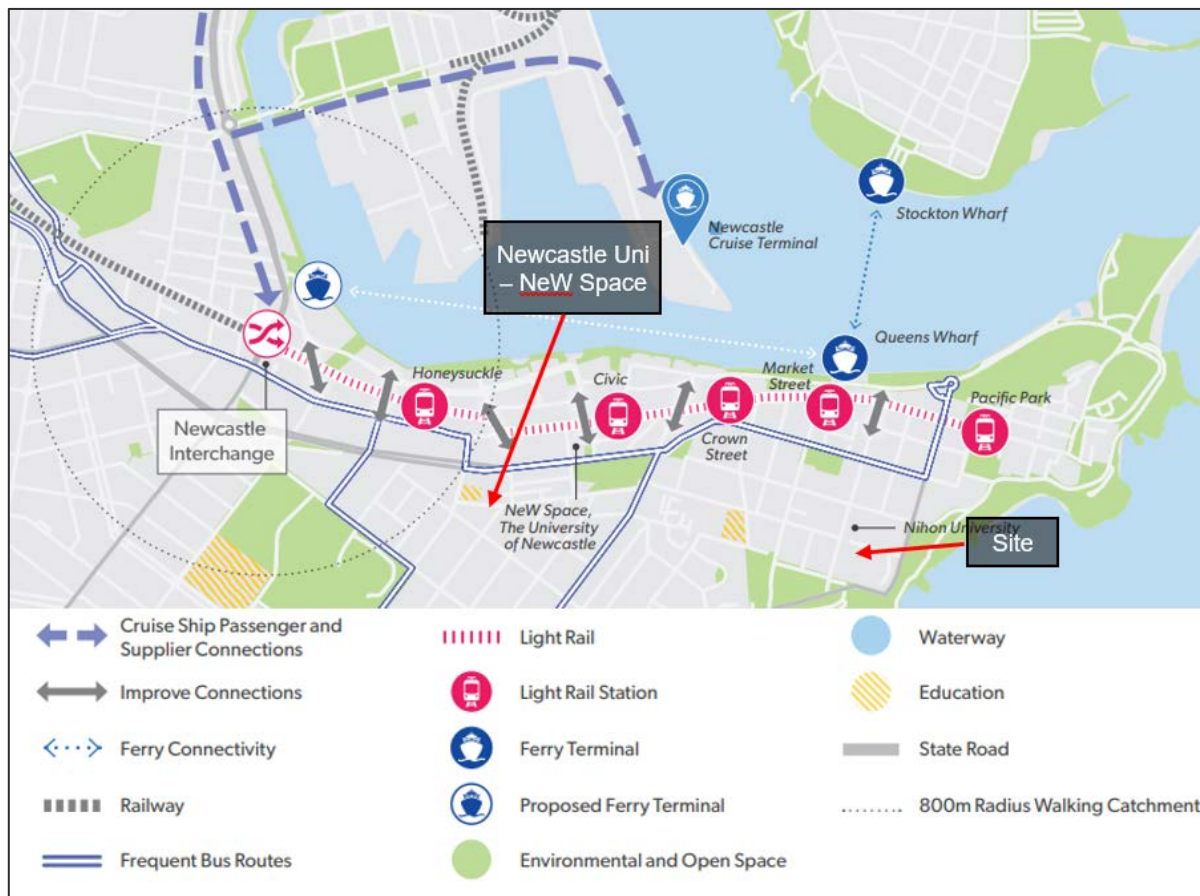 Stockton Wharf
Newcastle
Cruise Terminal
Newcastle Uni
– NeW Space
Queens Wharf
Honeysuckle
Civic
Market
Street
Pacific Park
Newcastle
Interchange
Crown
Street
NeW Space,
The University
of Newcastle
Nihon University
Site
Cruise Ship Passenger and
Supplier Connections
Light Rail
Waterway
Improve Connections
Light Rail Station
Education
Ferry Connectivity
Ferry Terminal
State Road
Railway
Proposed Ferry Terminal
800m Radius Walking Catchment
Frequent Bus Routes
Environmental and Open Space